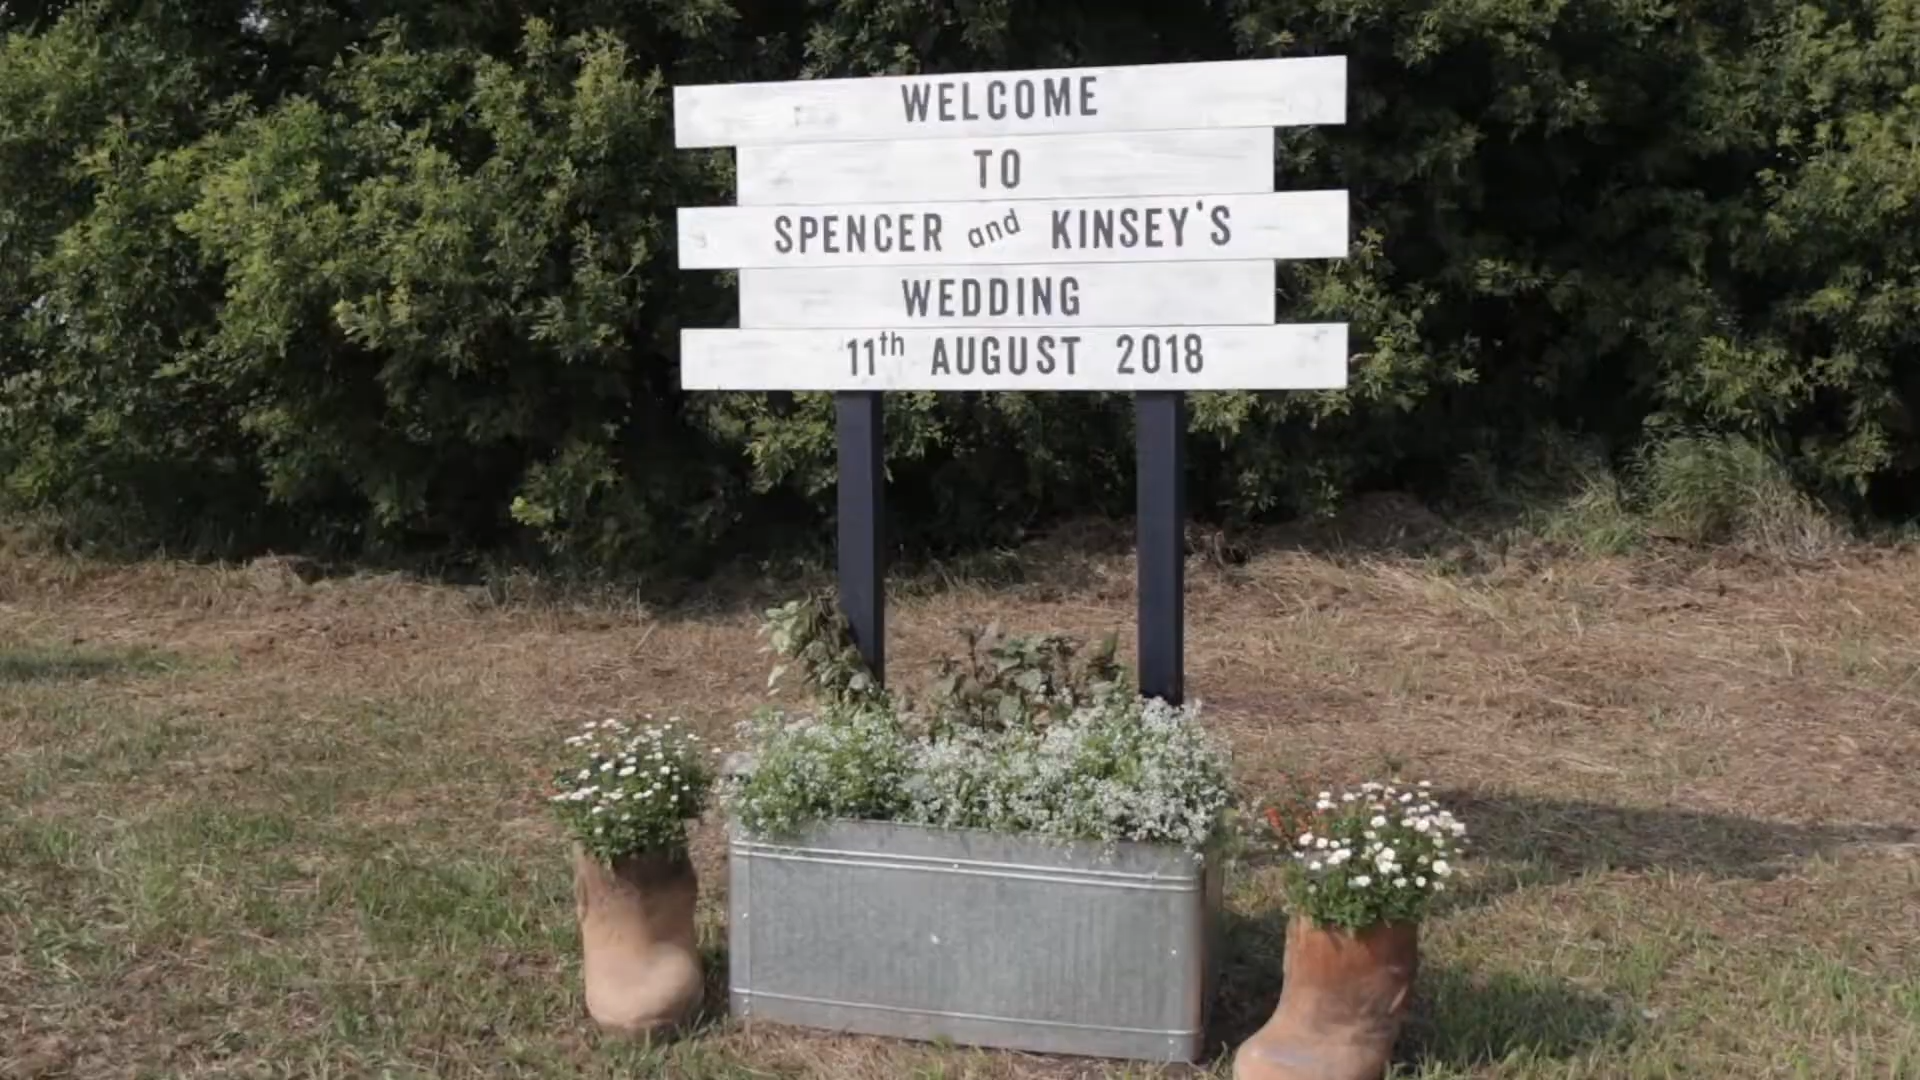 WELCOME
TO
SPENCER and KINSEY'S
WEDDING
11th AUGUST 2018